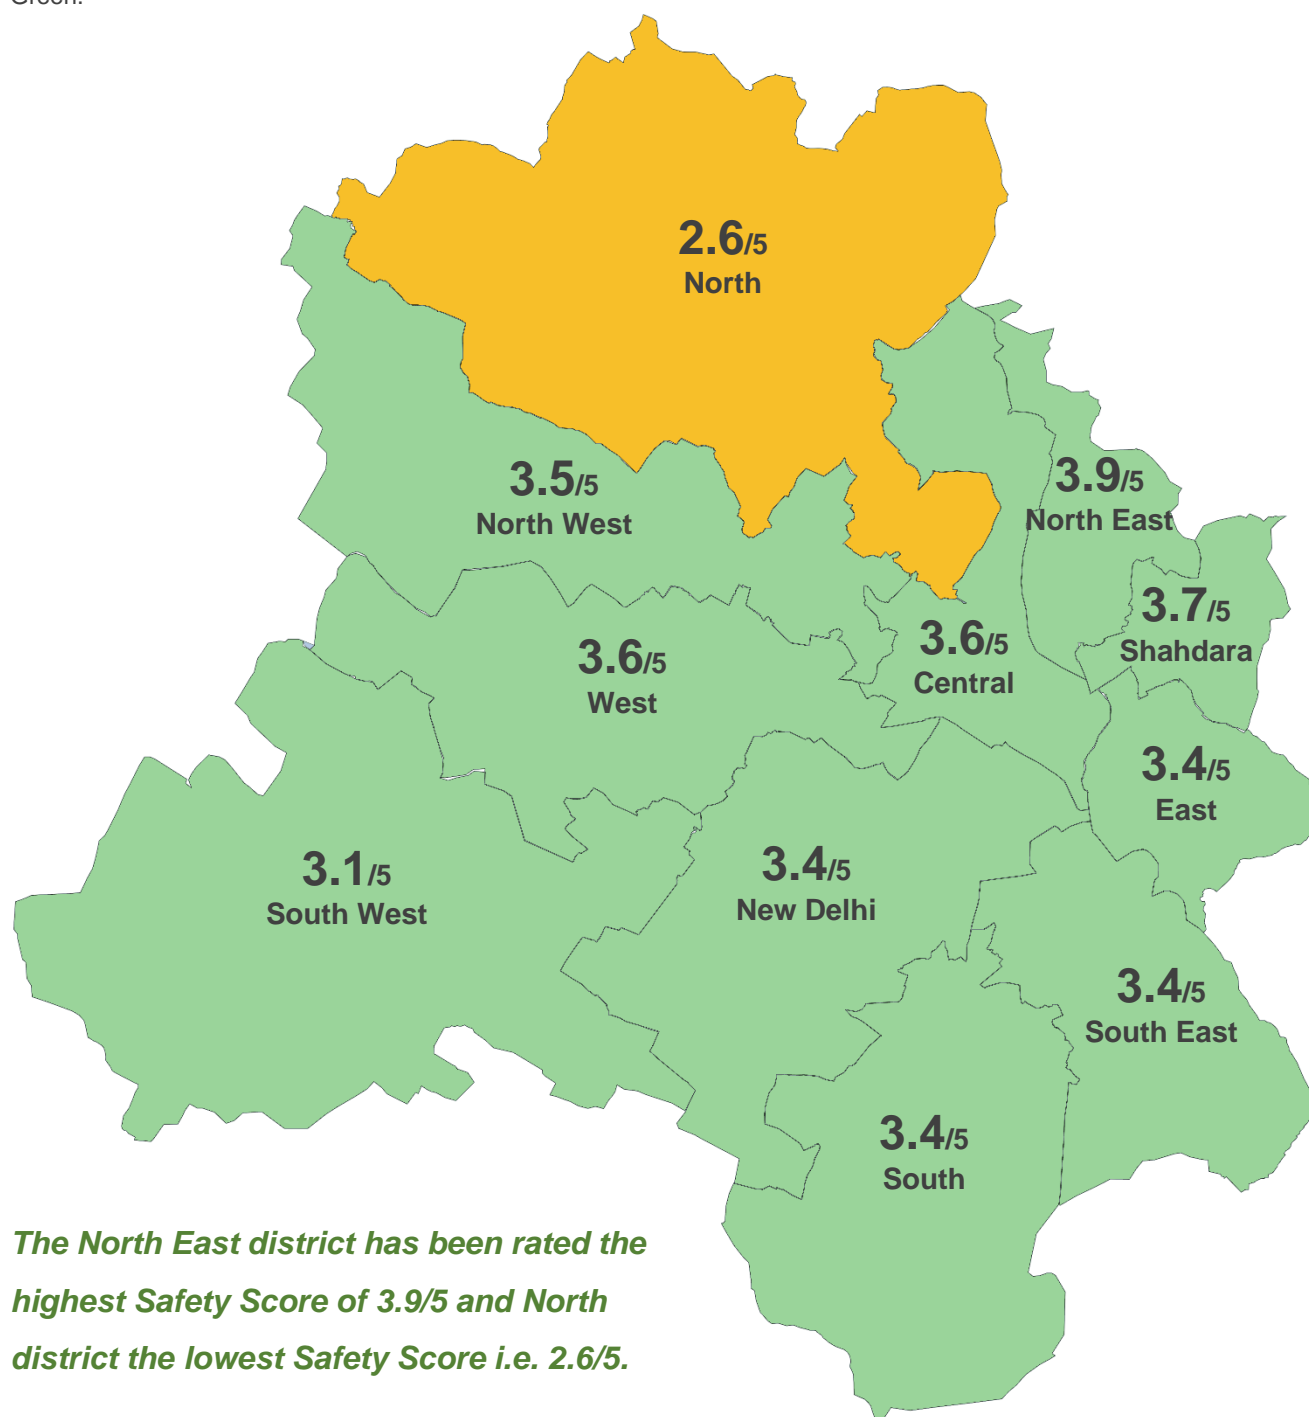 Green.
2.6/5
North
3.5/5
North West
3.9/5
North East
3.7/5
Shahdara
3.6/5
West
3.6/5
Central
3.4/5
East
3.1/5
South West
3.4/5
New Delhi
3.4/5
South East
3.4/5
South
The North East district has been rated the
highest Safety Score of 3.9/5 and North
district the lowest Safety Score i.e. 2.6/5.